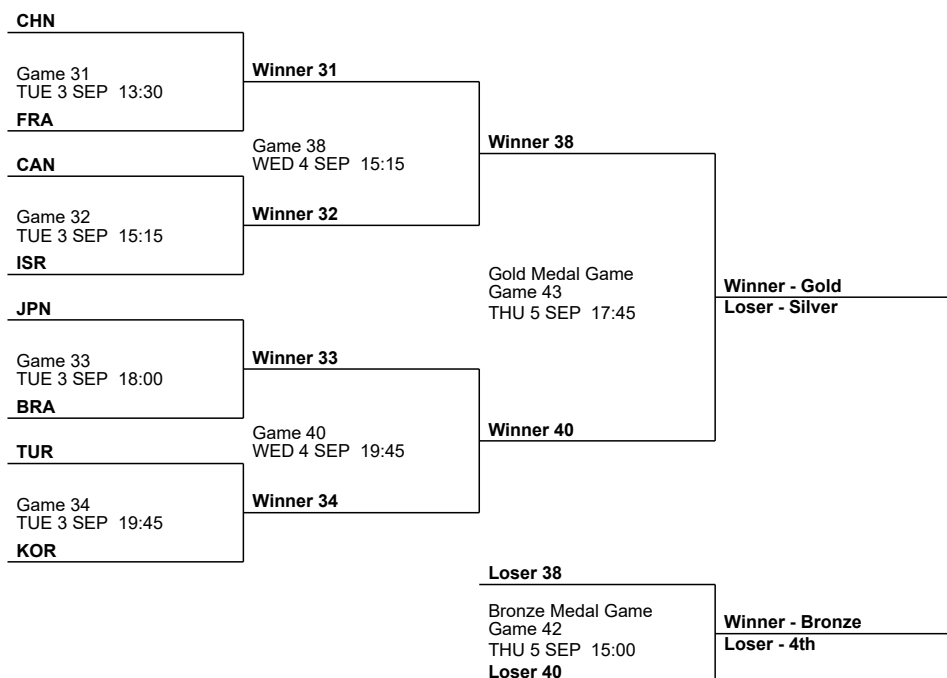 CHN
Game 31
TUE 3 SEP 13:30
FRA
CAN
Game 32
TUE 3 SEP 15:15
ISR
JPN
Game 33
TUE 3 SEP 18:00
BRA
TUR
Game 34
TUE 3 SEP 19:45
KOR
Winner 31
Game 38
WED 4 SEP 15:15
Winner 32
Winner 33
Game 40
WED 4 SEP 19:45
Winner 34
Winner 38
Gold Medal Game
Game 43
THU 5 SEP 17:45
Winner 40
Winner - Gold
Loser - Silver
Loser 38
Bronze Medal Game
Game 42
THU 5 SEP 15:00
Loser 40
Winner - Bronze
Loser - 4th